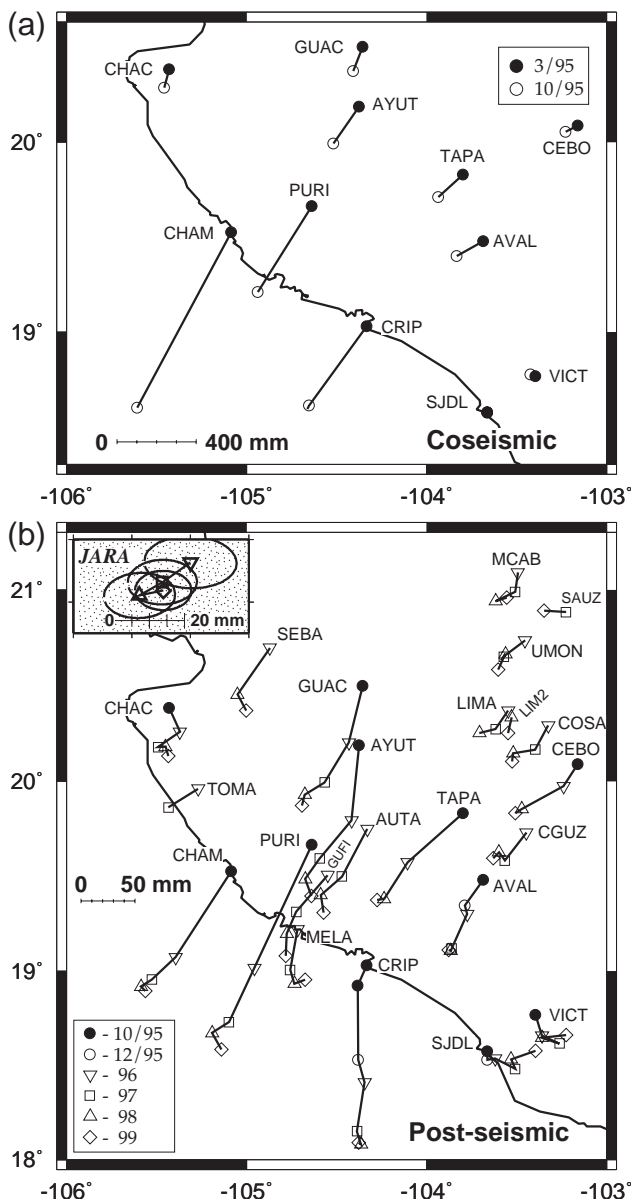 (a)
GUAC
CHAC
3/95
10/95
AYUT
20°
CEBO
TAPA
PURI
CHAM
AVAL
CRIP
19°
VICT
SJDL
0 400 mm
Coseismic
-106° -105° -104° -103°
(b)
JARA
0 20 mm
MCAB
21°
SAUZ
SEBA
UMON
GUAC
CHAC
LIMA
LIM2
COSA
AYUT
CEBO
20°
TOMA
TAPA
AUTA
PURI
GUFI
CGUZ
CHAM
0 50 mm
AVAL
MELA
19°
CRIP
VICT
SJDL
- 10/95
- 12/95
- 96
- 97
- 98
- 99
Post-seismic
18°
-106° -105° -104° -103°